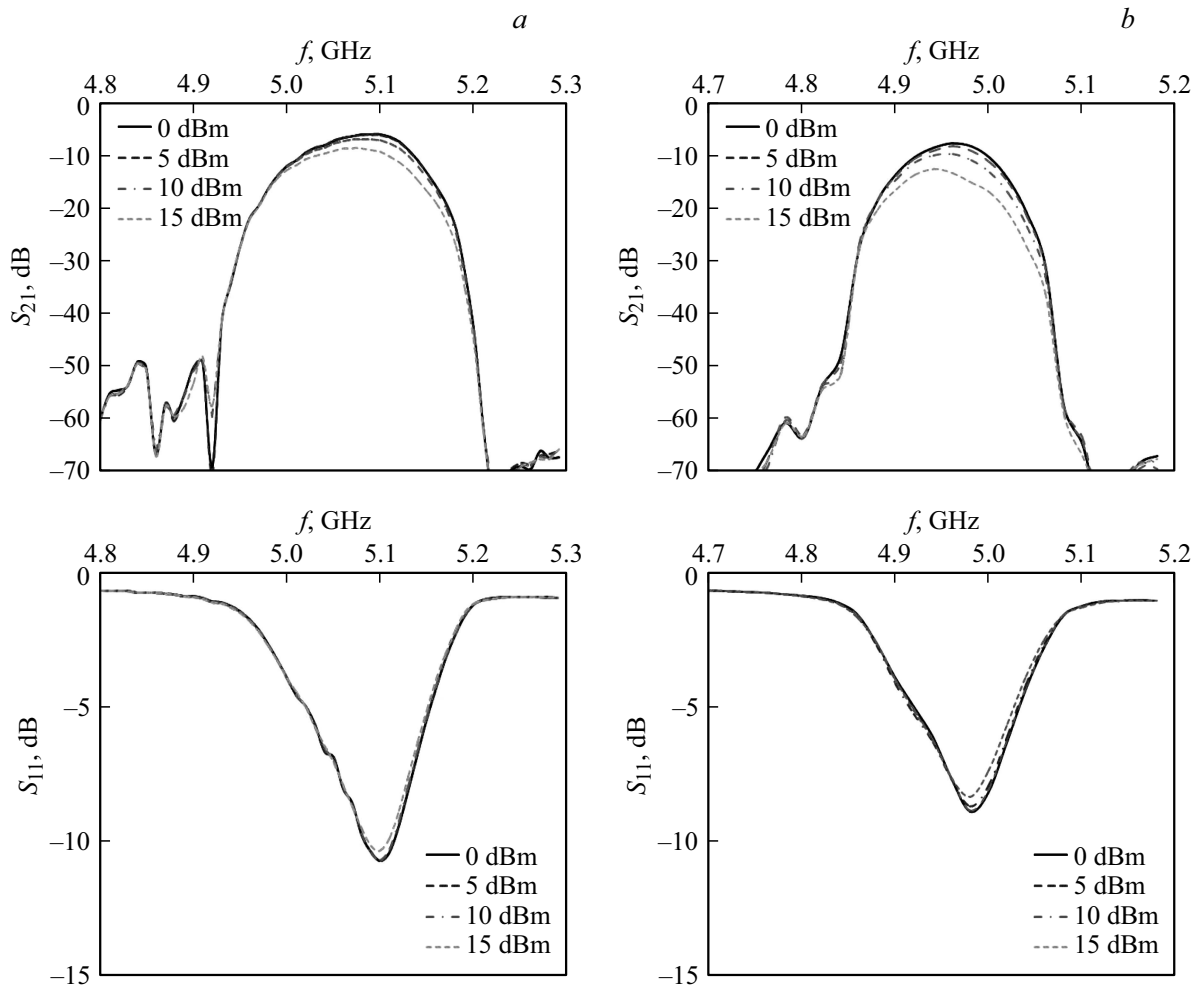 a
f, GHz
4.8 4.9 5.0 5.1 5.2 5.3
0
–10
–20
–30
–40
–50
–60
–70
S21, dB
0 dBm
5 dBm
10 dBm
15 dBm
b
f, GHz
4.7 4.8 4.9 5.0 5.1 5.2
0
–10
–20
–30
–40
–50
–60
–70
S21, dB
0 dBm
5 dBm
10 dBm
15 dBm
f, GHz
4.8 4.9 5.0 5.1 5.2 5.3
0
–5
–10
–15
S11, dB
0 dBm
5 dBm
10 dBm
15 dBm
f, GHz
4.7 4.8 4.9 5.0 5.1 5.2
0
–5
–10
–15
S11, dB
0 dBm
5 dBm
10 dBm
15 dBm